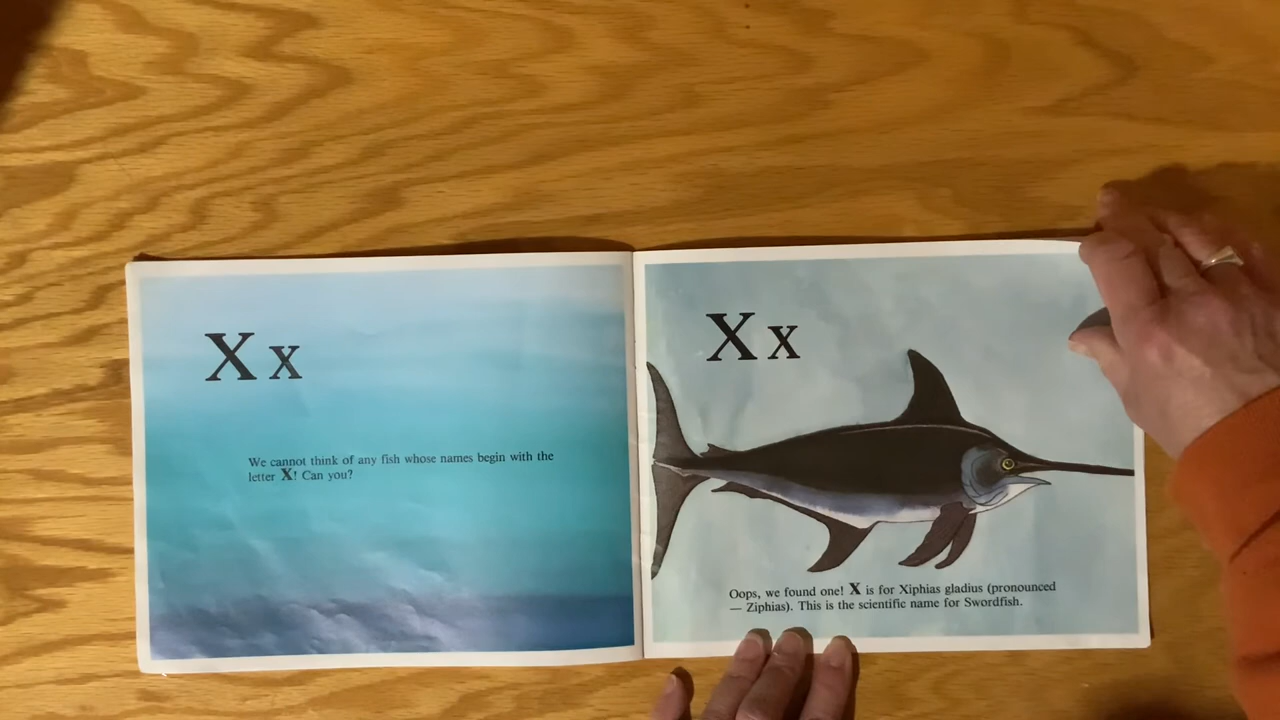 X x
We cannot think of any fish whose names begin with the
letter X! Can you?
X x
Oops, we found one! X is for Xiphias gladius (pronounced
— Ziphias). This is the scientific name for Swordfish.